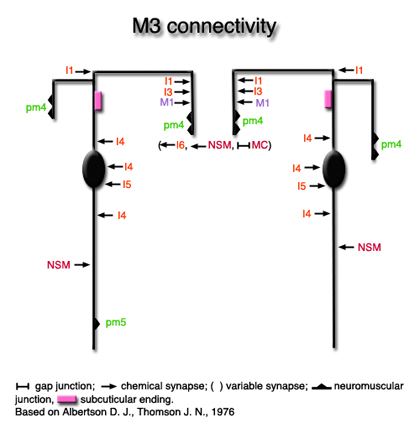 M3 connectivity
I1 I1
I1 I1
I3 I3
M1 M1
pm4 pm4 pm4 pm4
I4 ( I6, NSM, MC) I4
I4 I4
I5 I5
I4 I4
NSM NSM
pm5
gap junction; chemical synapse; ( ) variable synapse; neuromuscular
junction, subcuticular ending.
Based on Albertson D. J., Thomson J. N., 1976